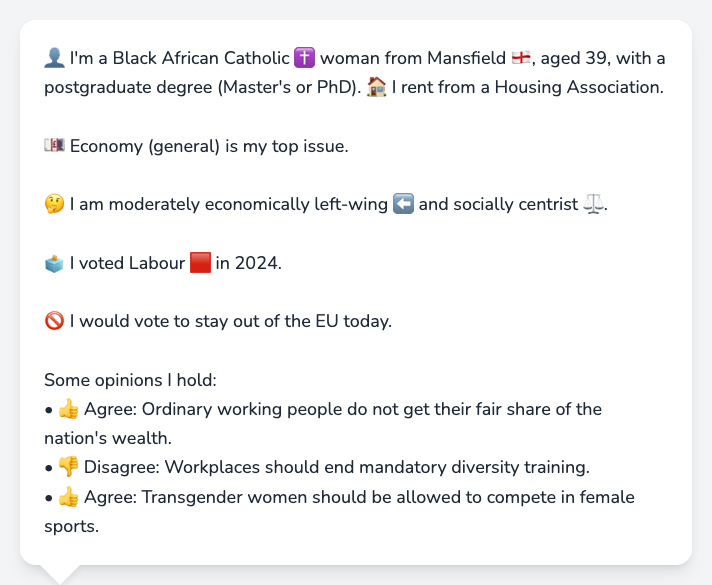 👤 I'm a Black African Catholic ✝️ woman from Mansfield 🏴󠁧󠁢󠁥󠁮󠁧󠁿, aged 39, with a
postgraduate degree (Master's or PhD). 🏠 I rent from a Housing Association.
💷 Economy (general) is my top issue.
🤔 I am moderately economically left-wing ⬅️ and socially centrist ⚖️.
🗳️ I voted Labour 🟥 in 2024.
🚫 I would vote to stay out of the EU today.
Some opinions I hold:
• 👍 Agree: Ordinary working people do not get their fair share of the
nation's wealth.
• 👎 Disagree: Workplaces should end mandatory diversity training.
• 👍 Agree: Transgender women should be allowed to compete in female
sports.